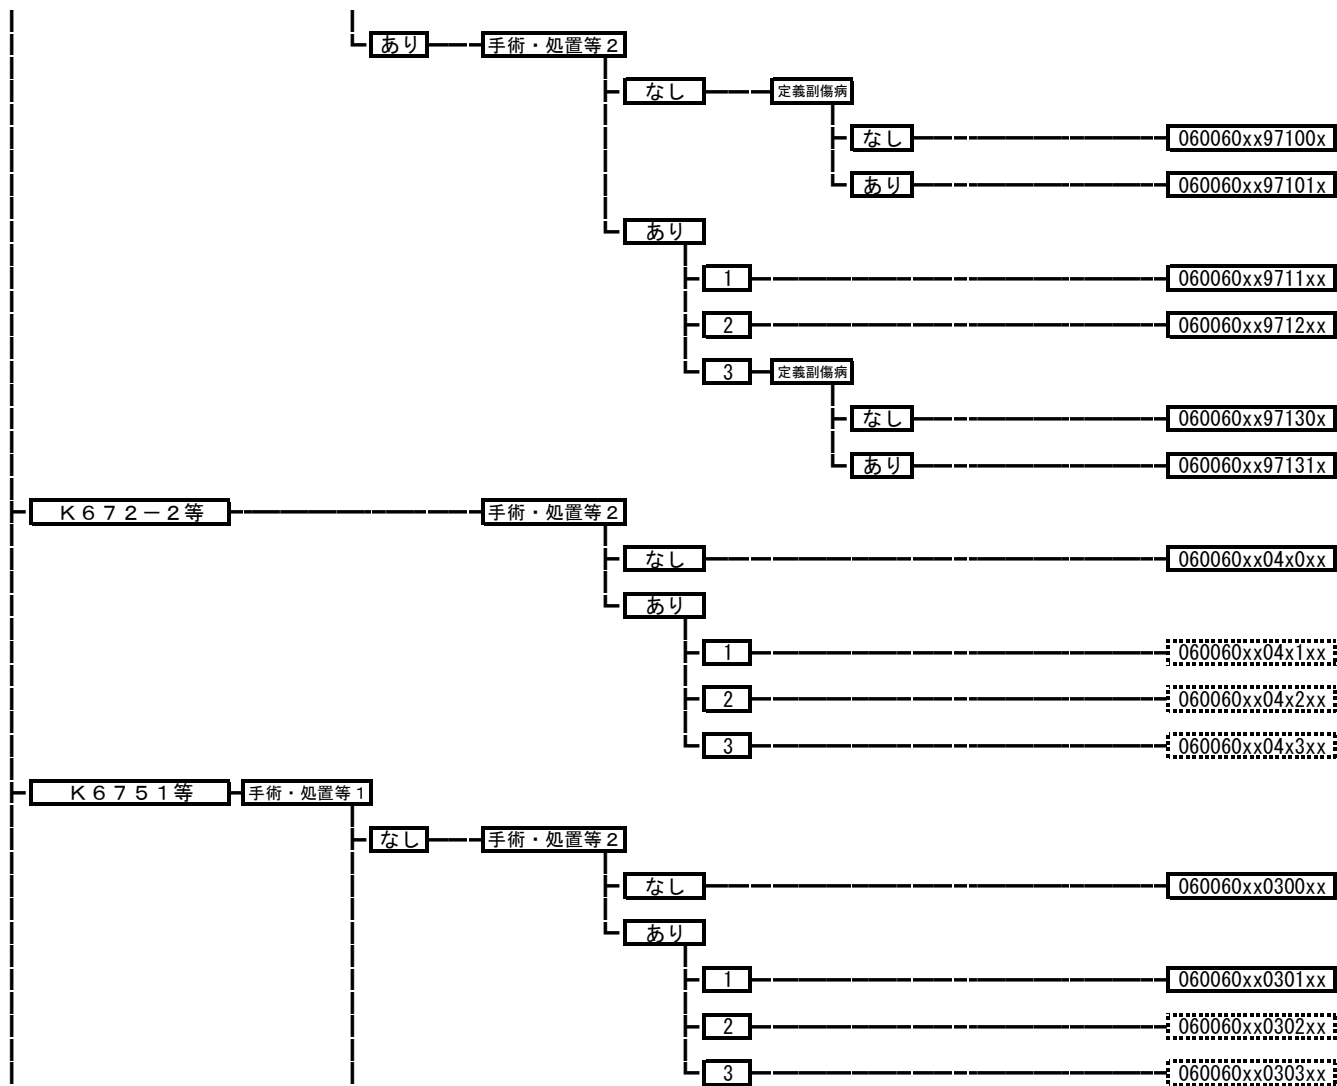 あり 手術・処置等２
なし 定義副傷病
なし 060060xx97100x
あり 060060xx97101x
あり
1 060060xx9711xx
2 060060xx9712xx
3 定義副傷病
なし 060060xx97130x
あり 060060xx97131x
Ｋ６７２－２等 手術・処置等２
なし 060060xx04x0xx
あり
1 060060xx04x1xx
2 060060xx04x2xx
3 060060xx04x3xx
Ｋ６７５１等 手術・処置等１
なし 手術・処置等２
なし 060060xx0300xx
あり
1 060060xx0301xx
2 060060xx0302xx
3 060060xx0303xx